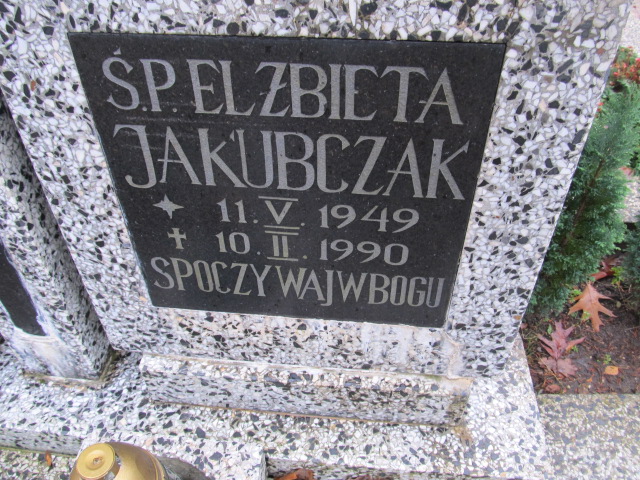 Ś.P. ELŻBIETA
JAKUBCZAK
11. V. 1949
10. II. 1990
SPOCZYWAJ W BOGU